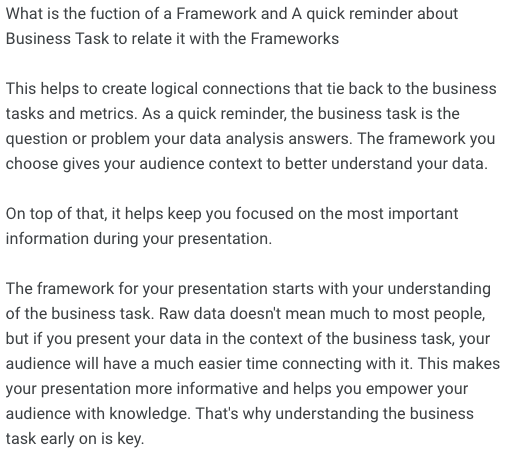 What is the fuction of a Framework and A quick reminder about
Business Task to relate it with the Frameworks
This helps to create logical connections that tie back to the business
tasks and metrics. As a quick reminder, the business task is the
question or problem your data analysis answers. The framework you
choose gives your audience context to better understand your data.
On top of that, it helps keep you focused on the most important
information during your presentation.
The framework for your presentation starts with your understanding
of the business task. Raw data doesn't mean much to most people,
but if you present your data in the context of the business task, your
audience will have a much easier time connecting with it. This makes
your presentation more informative and helps you empower your
audience with knowledge. That's why understanding the business
task early on is key.